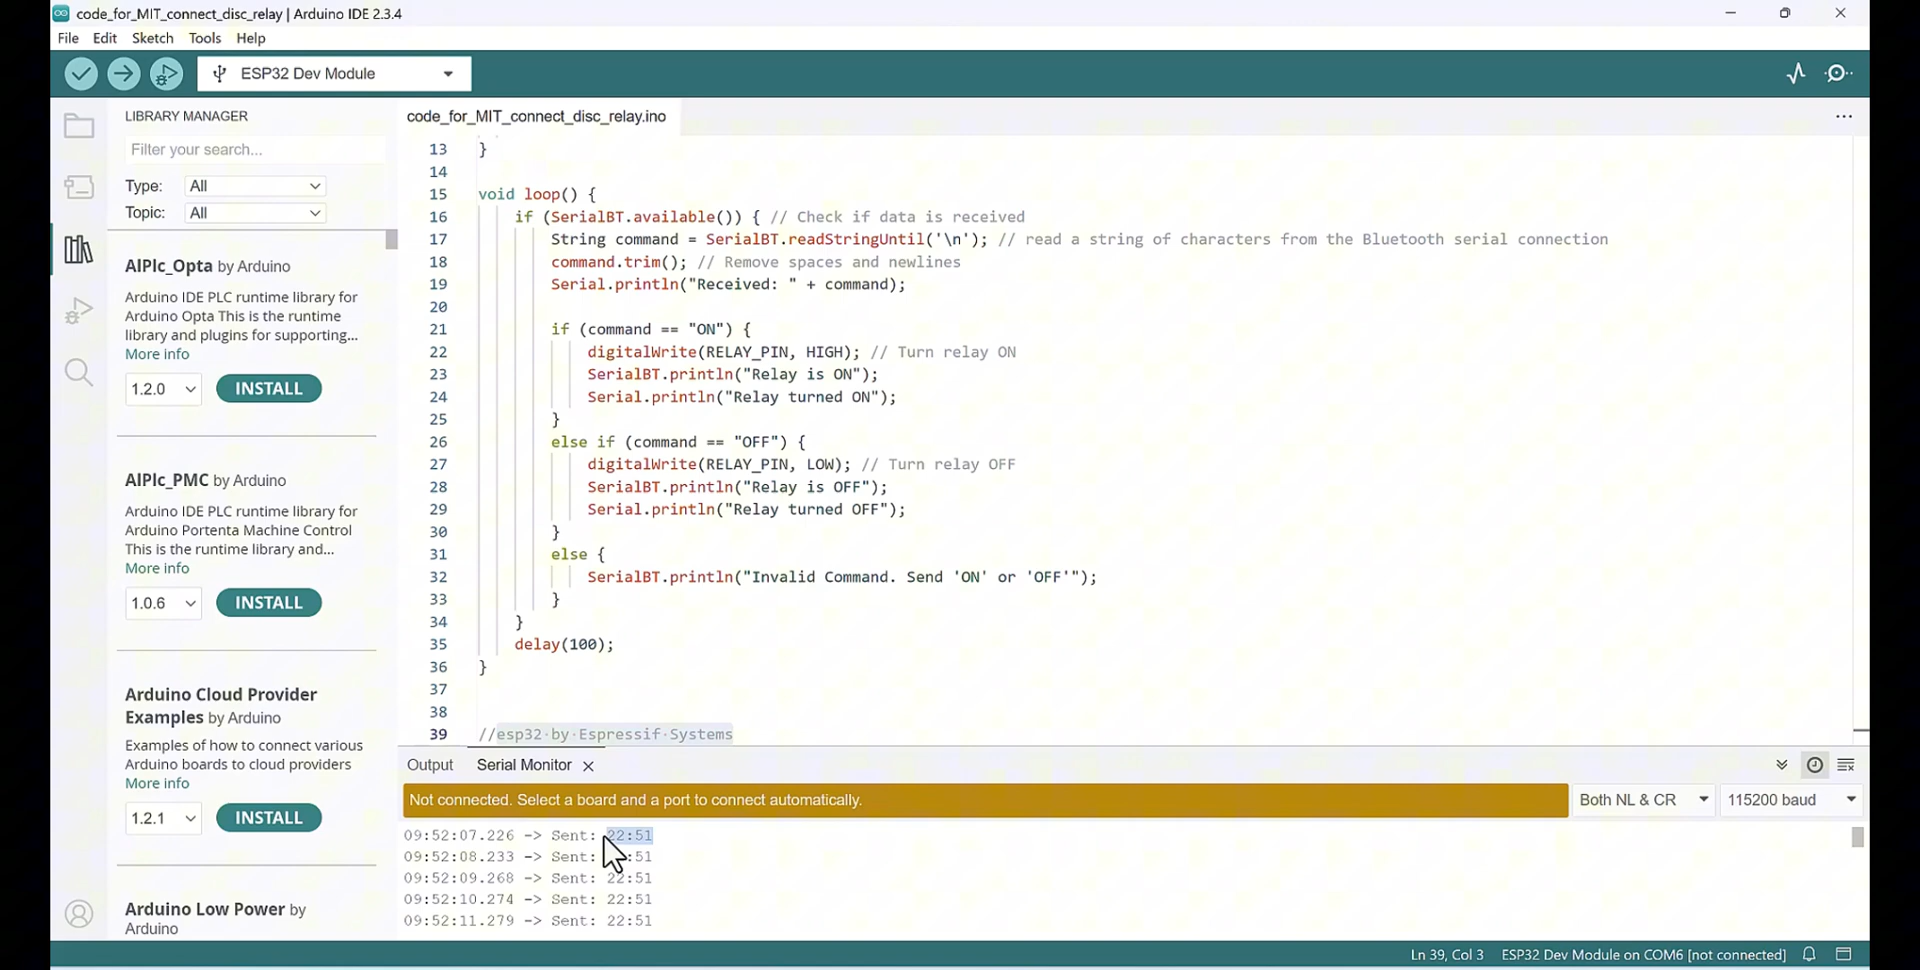 code_for_MIT_connect_disc_relay | Arduino IDE 2.3.4
File Edit Sketch Tools Help
ESP32 Dev Module
LIBRARY MANAGER
Filter your search...
Type: All
Topic: All
AIPlc_Opta by Arduino
Arduino IDE PLC runtime library for
Arduino Opta This is the runtime
library and plugins for supporting...
More info
1.2.0 INSTALL
AIPlc_PMC by Arduino
Arduino IDE PLC runtime library for
Arduino Portenta Machine Control
This is the runtime library and...
More info
1.0.6 INSTALL
Arduino Cloud Provider
Examples by Arduino
Examples of how to connect various
Arduino boards to cloud providers
More info
1.2.1 INSTALL
Arduino Low Power by
Arduino
code_for_MIT_connect_disc_relay.ino
13 }
14
15 void loop() {
16 if (SerialBT.available()) { // Check if data is received
17 String command = SerialBT.readStringUntil('\n'); // read a string of characters from the Bluetooth serial connection
18 command.trim(); // Remove spaces and newlines
19 Serial.println("Received: " + command);
20
21 if (command == "ON") {
22 digitalWrite(RELAY_PIN, HIGH); // Turn relay ON
23 SerialBT.println("Relay is ON");
24 Serial.println("Relay turned ON");
25 }
26 else if (command == "OFF") {
27 digitalWrite(RELAY_PIN, LOW); // Turn relay OFF
28 SerialBT.println("Relay is OFF");
29 Serial.println("Relay turned OFF");
30 }
31 else {
32 SerialBT.println("Invalid Command. Send 'ON' or 'OFF'");
33 }
34 }
35 delay(100);
36 }
37
38
39 //esp32·by·Espressif·Systems
Output Serial Monitor
Not connected. Select a board and a port to connect automatically.
Both NL & CR 115200 baud
09:52:07.226 -> Sent: 22:51
09:52:08.233 -> Sent: :51
09:52:09.268 -> Sent: 22:51
09:52:10.274 -> Sent: 22:51
09:52:11.279 -> Sent: 22:51
Ln 39, Col 3 ESP32 Dev Module on COM6 [not connected]